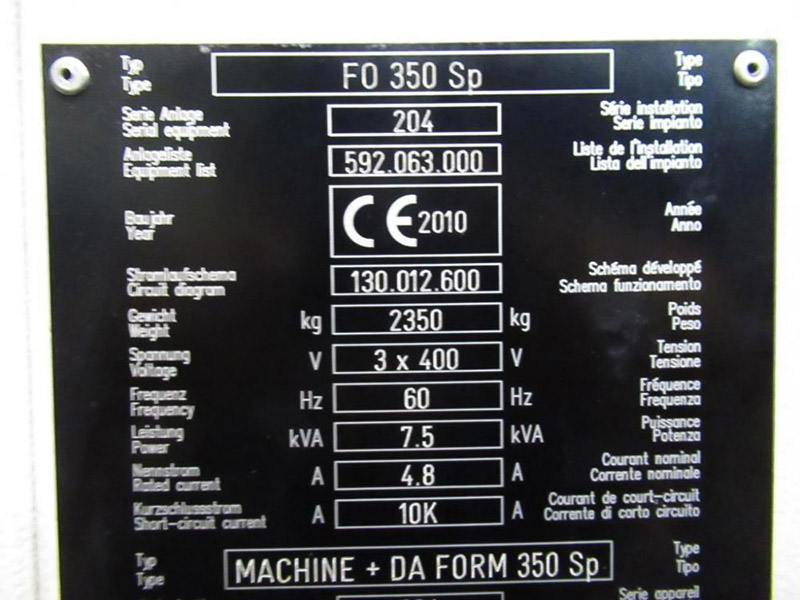 Typ Type FO 350 Sp Type Tipo
Serie Anlage Série installation
Serial equipment 204 Serie impianto
Anlageliste Liste de l'installation
Equipment list 592.063.000 Lista dell'impianto
Baujahr Année
Year CE 2010 Anno
Stromlaufschema Schéma développé
Circuit diagram 130.012.600 Schema funzionamento
Gewicht Poids
Weight kg 2350 kg Peso
Spannung Tension
Voltage V 3 x 400 V Tensione
Frequenz Fréquence
Frequency Hz 60 Hz Frequenza
Leistung Puissance
Power kVA 7.5 kVA Potenza
Nennstrom Courant nominal
Rated current A 4.8 A Corrente nominale
Kurzschlussstrom Courant de court-circuit
Short-circuit current A 10K A Corrente di corto circuito
Typ Type
Type MACHINE + DA FORM 350 Sp Tipo
Série appareil